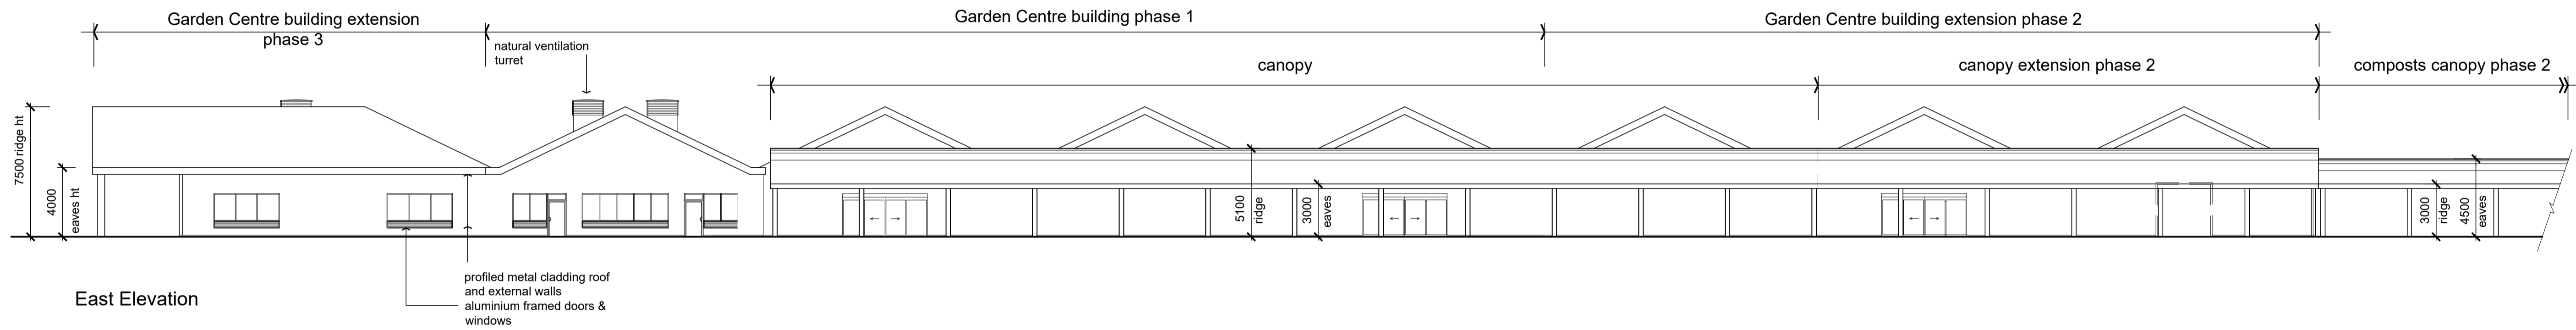 Garden Centre building extension
phase 3
Garden Centre building phase 1
Garden Centre building extension phase 2
natural ventilation
turret
canopy
canopy extension phase 2
composts canopy phase 2
7500 ridge ht
4000
eaves ht
5100
ridge
3000
eaves
3000
ridge
4500
eaves
profiled metal cladding roof
and external walls
aluminium framed doors &
windows
East Elevation